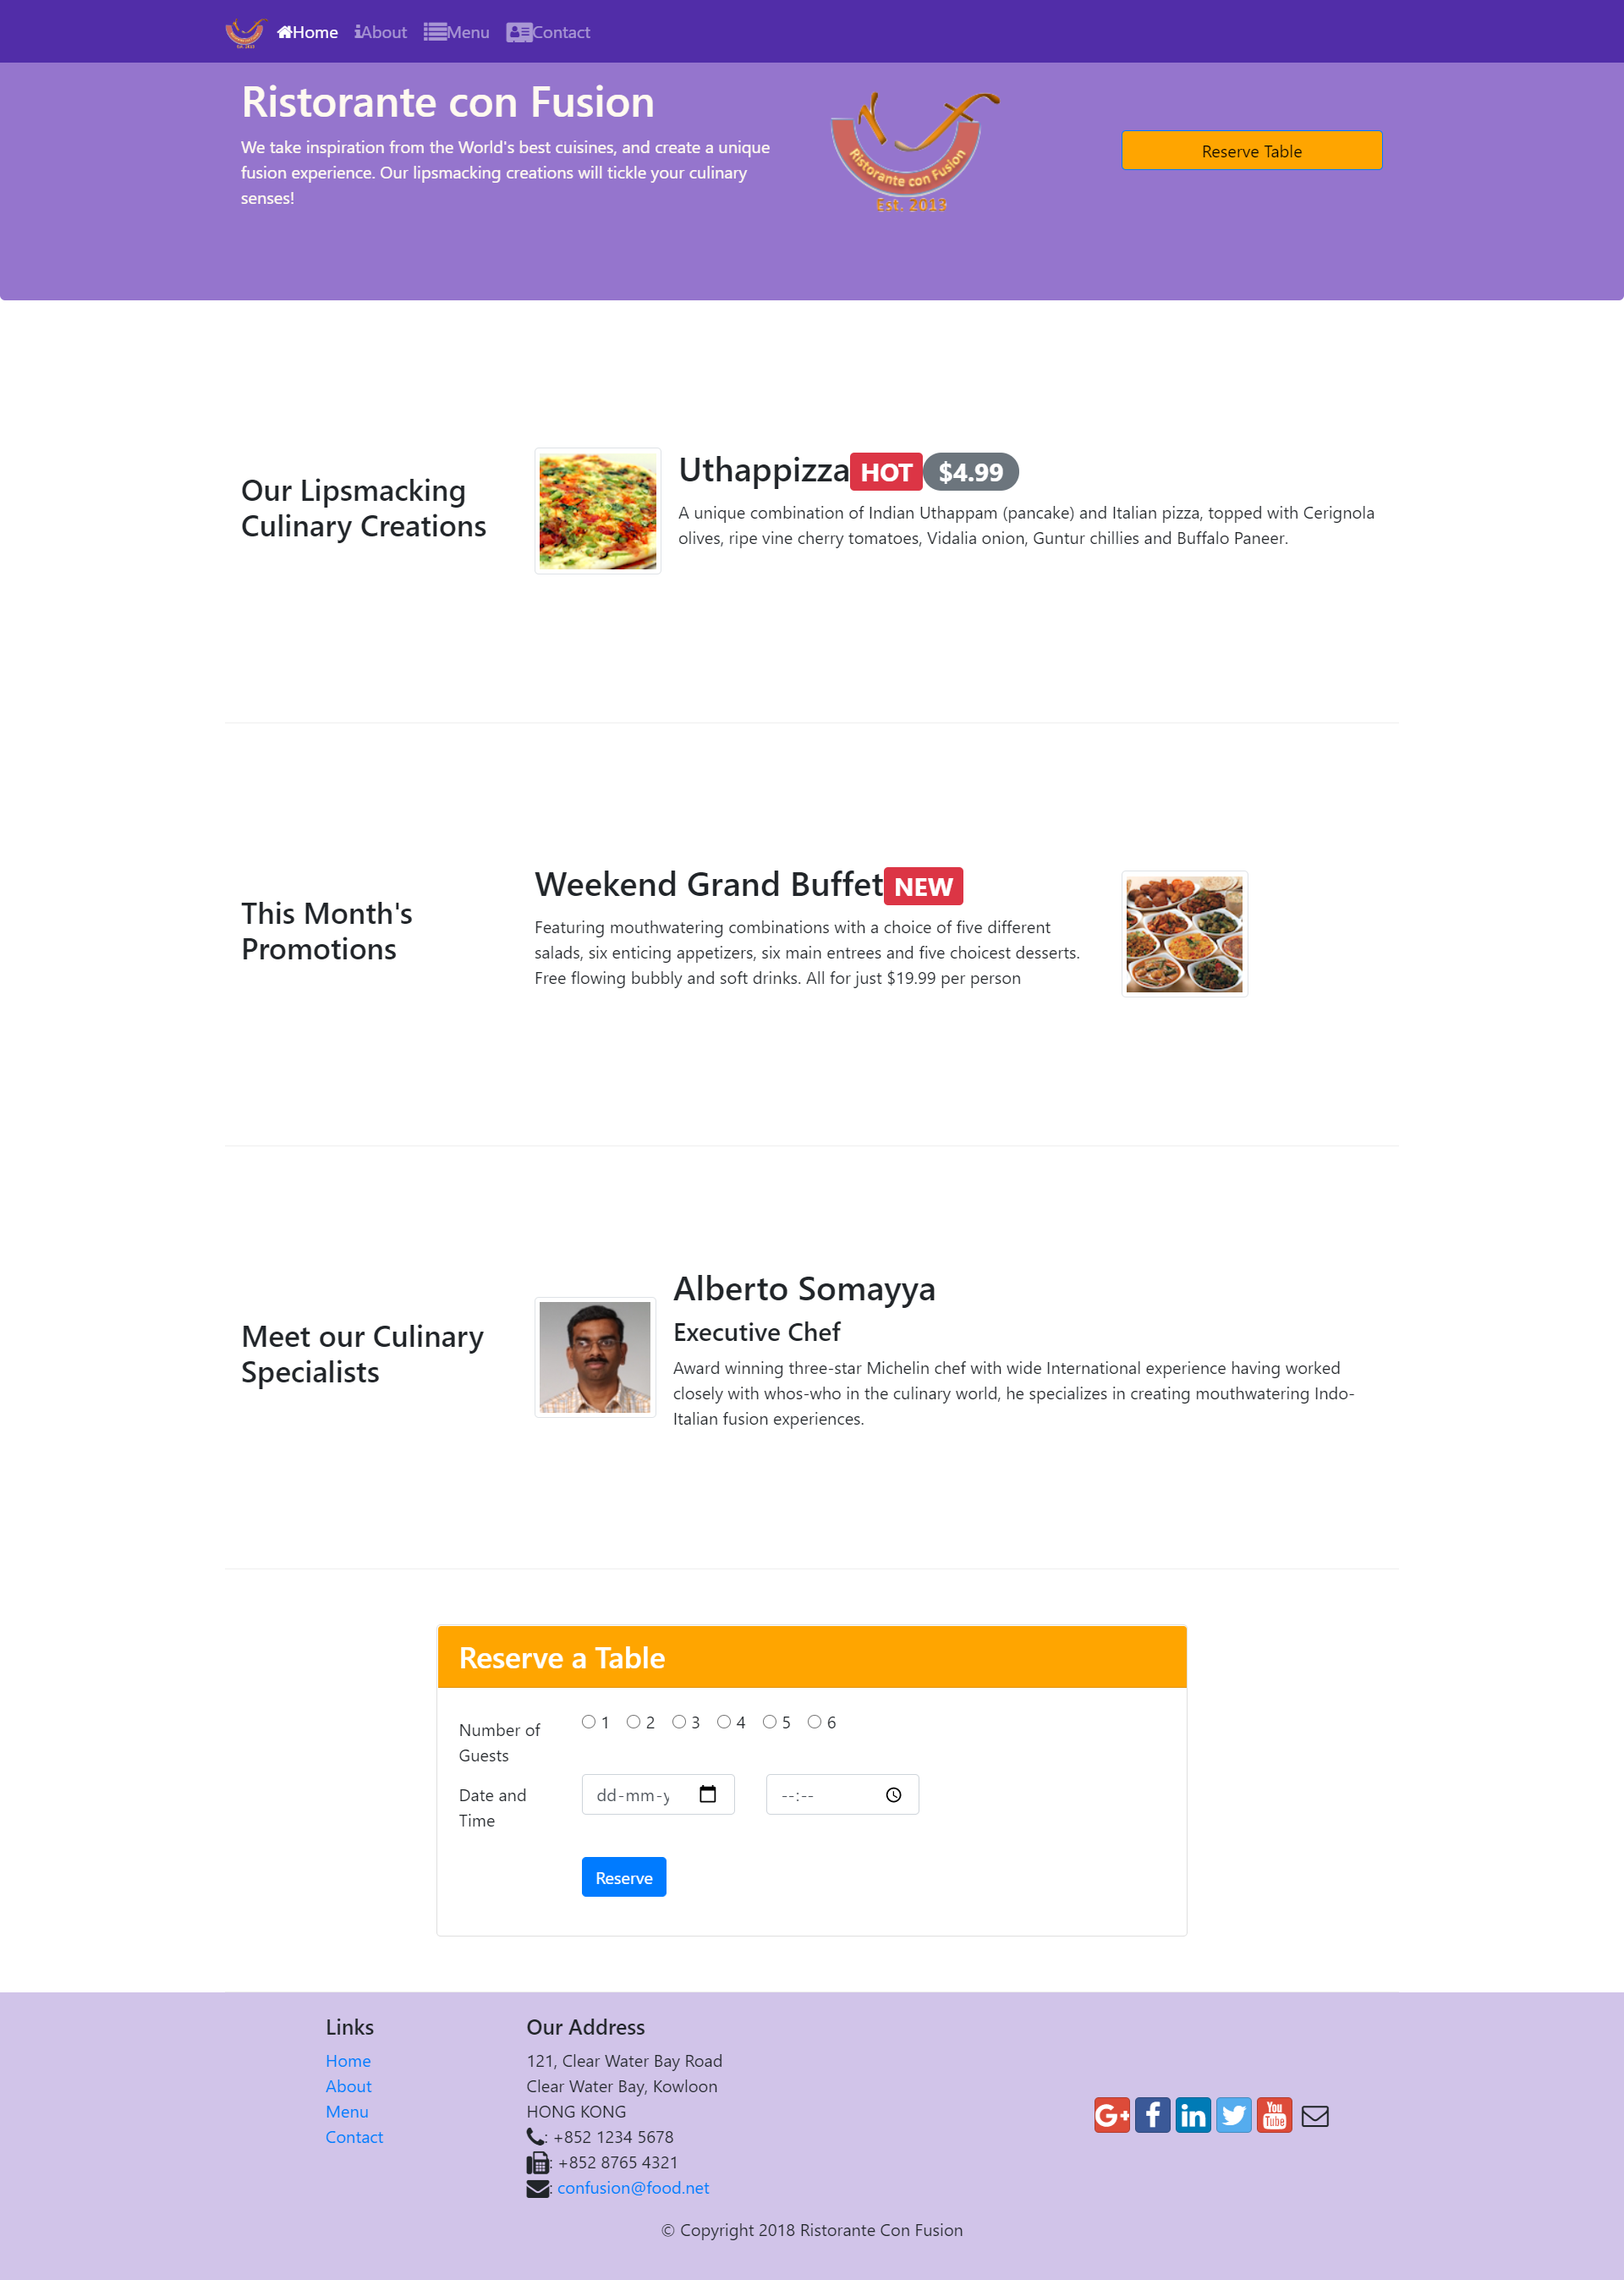 Home About Menu Contact
Ristorante con Fusion
We take inspiration from the World's best cuisines, and create a unique
fusion experience. Our lipsmacking creations will tickle your culinary
senses!
Ristorante con Fusion
Est. 2013
Reserve Table
Our Lipsmacking
Culinary Creations
Uthappizza HOT $4.99
A unique combination of Indian Uthappam (pancake) and Italian pizza, topped with Cerignola
olives, ripe vine cherry tomatoes, Vidalia onion, Guntur chillies and Buffalo Paneer.
This Month's
Promotions
Weekend Grand Buffet NEW
Featuring mouthwatering combinations with a choice of five different
salads, six enticing appetizers, six main entrees and five choicest desserts.
Free flowing bubbly and soft drinks. All for just $19.99 per person
Meet our Culinary
Specialists
Alberto Somayya
Executive Chef
Award winning three-star Michelin chef with wide International experience having worked
closely with whos-who in the culinary world, he specializes in creating mouthwatering Indo-
Italian fusion experiences.
Reserve a Table
Number of
Guests
1 2 3 4 5 6
Date and
Time
dd-mm-y
--:--
Reserve
Links
Home
About
Menu
Contact
Our Address
121, Clear Water Bay Road
Clear Water Bay, Kowloon
HONG KONG
: +852 1234 5678
: +852 8765 4321
: confusion@food.net
G+ f in You Tube
© Copyright 2018 Ristorante Con Fusion